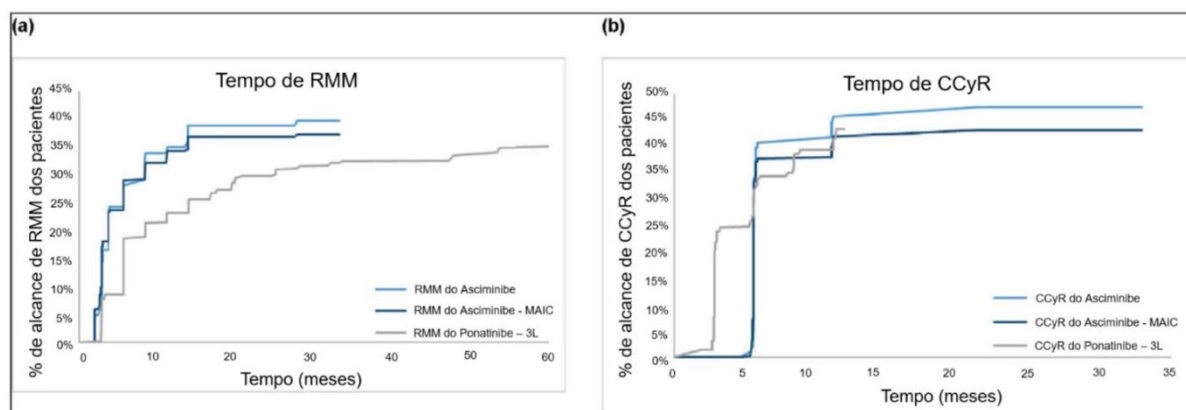 (a)
Tempo de RMM
% de alcance de RMM dos pacientes
45%
40%
35%
30%
25%
20%
15%
10%
5%
0%
RMM do Asciminibe
RMM do Asciminibe - MAIC
RMM do Ponatinibe – 3L
0 10 20 30 40 50 60
Tempo (meses)
(b)
Tempo de CCyR
% de alcance de CCyR dos pacientes
50%
45%
40%
35%
30%
25%
20%
15%
10%
5%
0%
CCyR do Asciminibe
CCyR do Asciminibe - MAIC
CCyR do Ponatinibe – 3L
0 5 10 15 20 25 30 35
Tempo (meses)